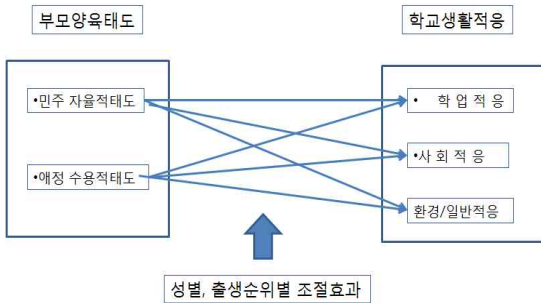 부모양육태도
학교생활적응
•민주 자율적태도
• 학 업 적 응
•사 회 적 응
•애정 수용적태도
환경/일반적응
성별, 출생순위별 조절효과